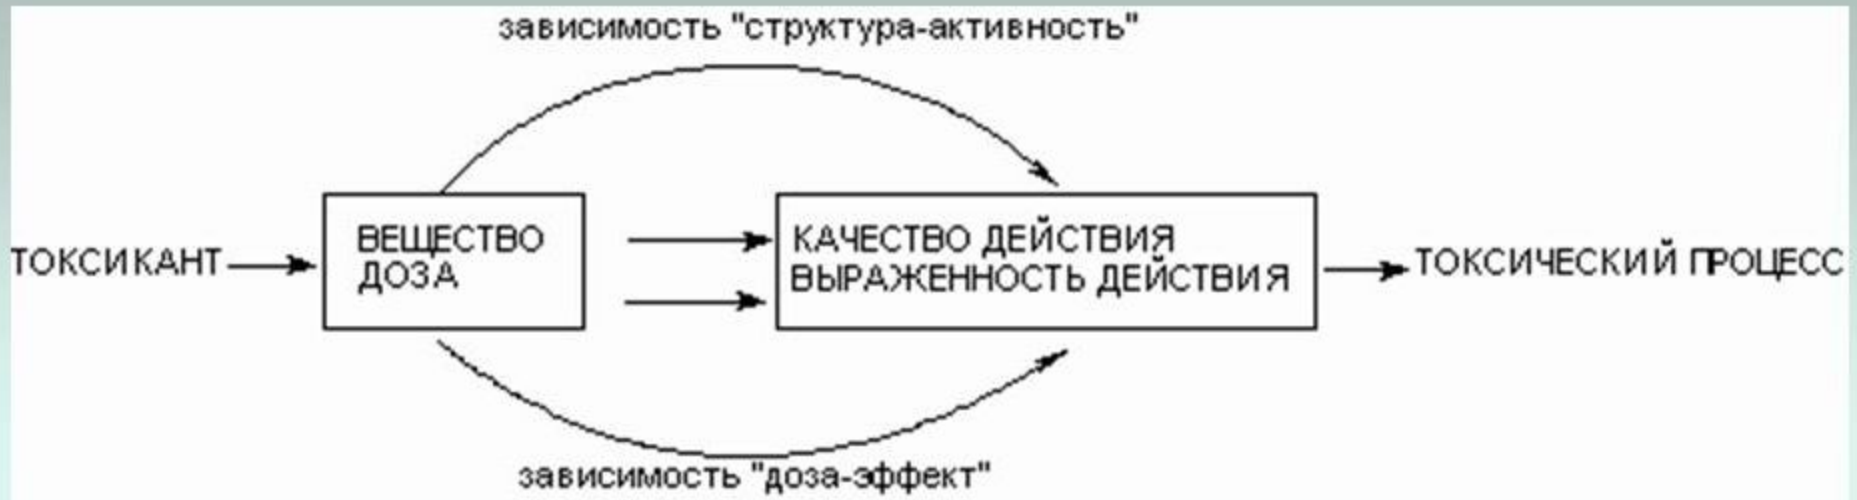 зависимость "структура-активность"
ТОКСИКАНТ
ВЕЩЕСТВО
ДОЗА
КАЧЕСТВО ДЕЙСТВИЯ
ВЫРАЖЕННОСТЬ ДЕЙСТВИЯ
ТОКСИЧЕСКИЙ ПРОЦЕСС
зависимость "доза-эффект"